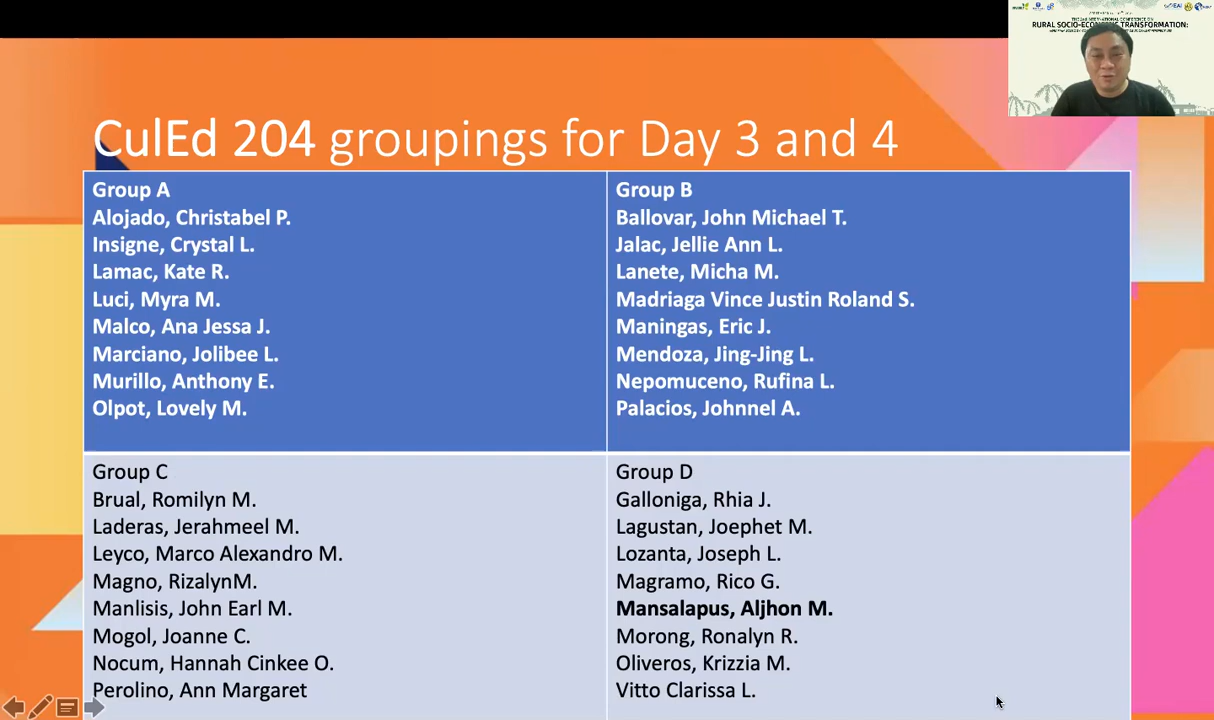 RURAL SOCIO-ECONOMIC TRANSFORMATION:
CulEd 204 groupings for Day 3 and 4
Group A
Alojado, Christabel P.
Insigne, Crystal L.
Lamac, Kate R.
Luci, Myra M.
Malco, Ana Jessa J.
Marciano, Jolibee L.
Murillo, Anthony E.
Olpot, Lovely M.
Group B
Ballovar, John Michael T.
Jalac, Jellie Ann L.
Lanete, Micha M.
Madriaga Vince Justin Roland S.
Maningas, Eric J.
Mendoza, Jing-Jing L.
Nepomuceno, Rufina L.
Palacios, Johnnel A.
Group C
Brual, Romilyn M.
Laderas, Jerahmeel M.
Leyco, Marco Alexandro M.
Magno, RizalynM.
Manlisis, John Earl M.
Mogol, Joanne C.
Nocum, Hannah Cinkee O.
Perolino, Ann Margaret
Group D
Galloniga, Rhia J.
Lagustan, Joephet M.
Lozanta, Joseph L.
Magramo, Rico G.
Mansalapus, Aljhon M.
Morong, Ronalyn R.
Oliveros, Krizzia M.
Vitto Clarissa L.